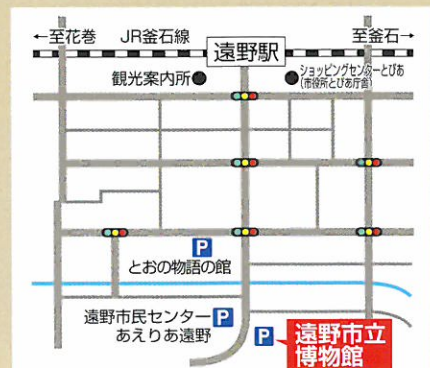 ←至花巻 JR釜石線 遠野駅 至釜石→
観光案内所
ショッピングセンターとぴあ
(市役所とぴあ庁舎)
P
とおの物語の館
遠野市民センター
あえりあ遠野
P
P
遠野市立
博物館